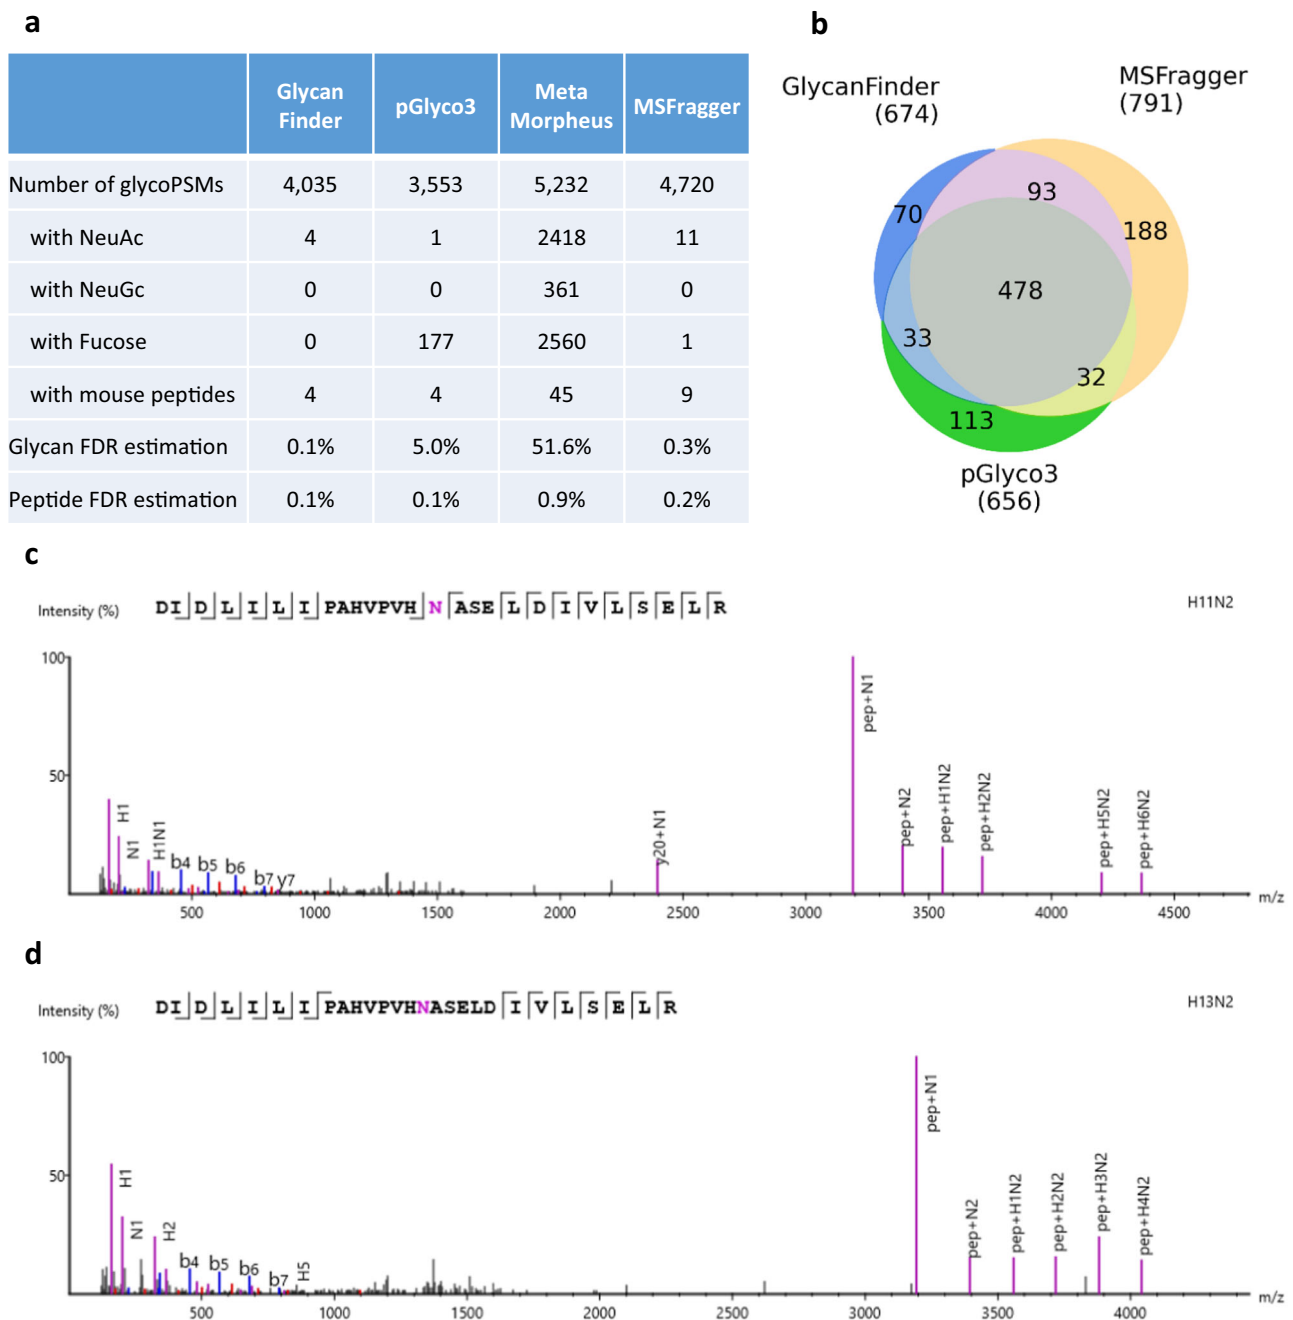 a
Glycan Finder	pGlyco3	Meta Morpheus	MSFragger
Number of glycoPSMs	4,035	3,553	5,232	4,720
with NeuAc	4	1	2418	11
with NeuGc	0	0	361	0
with Fucose	0	177	2560	1
with mouse peptides	4	4	45	9
Glycan FDR estimation	0.1%	5.0%	51.6%	0.3%
Peptide FDR estimation	0.1%	0.1%	0.9%	0.2%
b
GlycanFinder
(674)
MSFragger
(791)
93
70
188
478
33
32
113
pGlyco3
(656)
c
Intensity (%)
DIDLILIPAHVPVHNASELDIVLSELR
H11N2
100
50
H1
N1
H1N1
b4
b5
b6
b7
y7
y20+N1
pep+N1
pep+N2
pep+H1N2
pep+H2N2
pep+H5N2
pep+H6N2
500 1000 1500 2000 2500 3000 3500 4000 4500
m/z
d
Intensity (%)
DIDLILIPAHVPVHNASELDIVLSELR
H13N2
100
50
H1
N1
H2
b4
b5
b6
b7
H5
pep+N1
pep+N2
pep+H1N2
pep+H2N2
pep+H3N2
pep+H4N2
500 1000 1500 2000 2500 3000 3500 4000
m/z